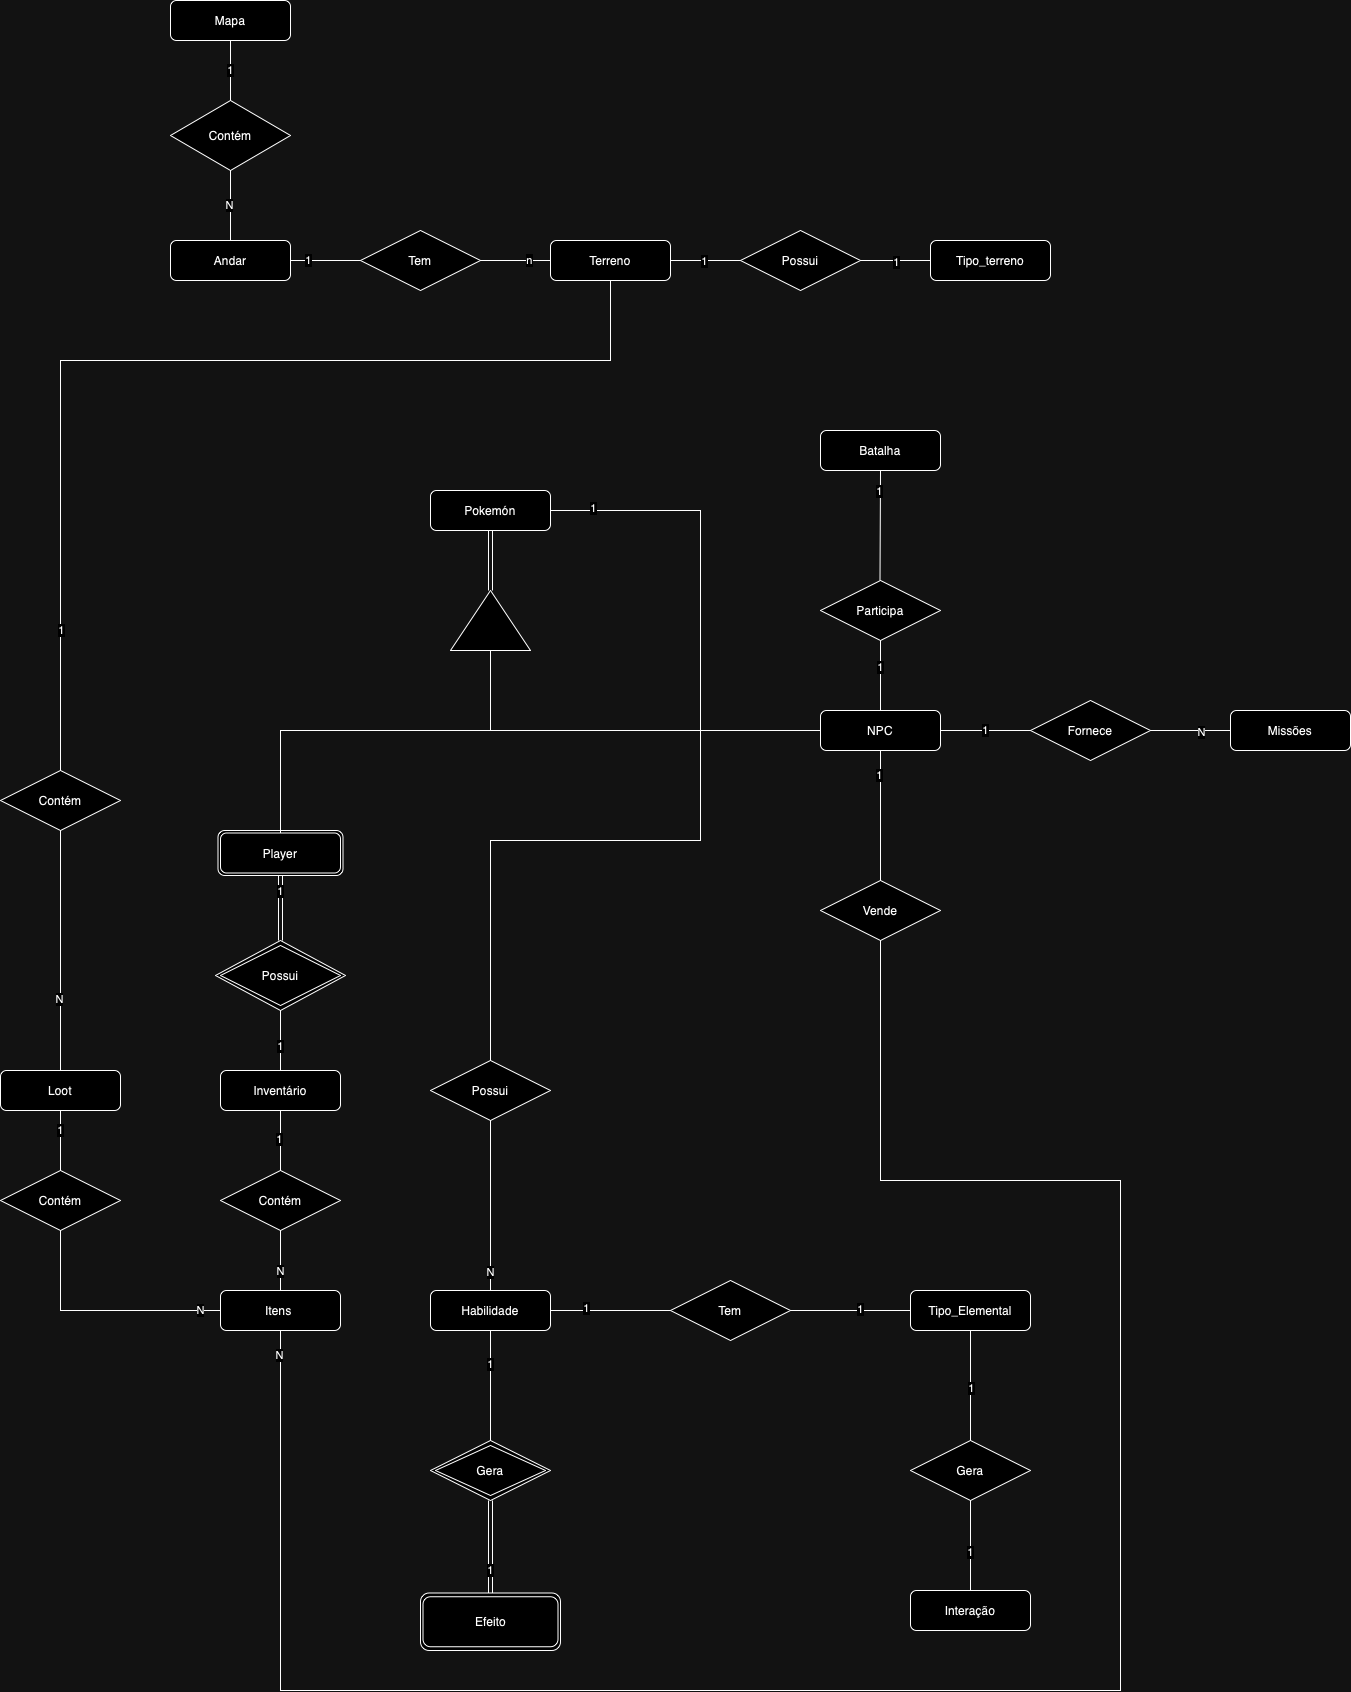 Mapa
1
Contém
N
Andar
1
Tem
n
Terreno
1
Possui
1
Tipo_terreno
Batalha
1
Pokemón
1
Participa
1
1
NPC
1
Fornece
N
Missões
1
Contém
Player
1
Vende
Possui
N
1
Loot
Inventário
Possui
1
1
Contém
Contém
N
N
N
Itens
Habilidade
1
Tem
1
Tipo_Elemental
N
1
1
Gera
Gera
1
1
Efeito
Interação